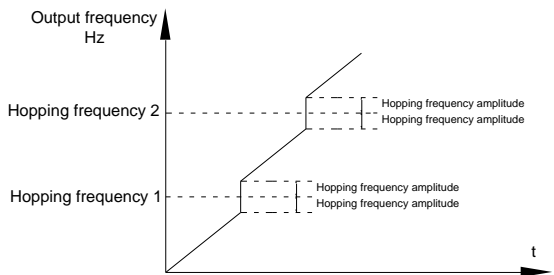 Output frequency
Hz
Hopping frequency amplitude
Hopping frequency 2
Hopping frequency amplitude
Hopping frequency amplitude
Hopping frequency 1
Hopping frequency amplitude
t